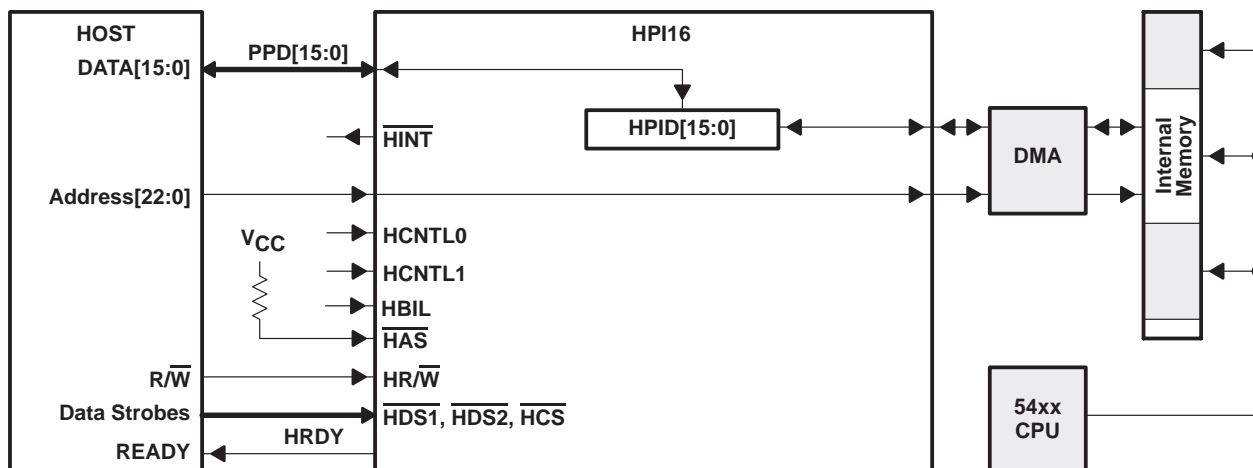 HOST
HPI16
DATA[15:0]
PPD[15:0]
HPID[15:0]
HINT
DMA
Internal
Memory
Address[22:0]
VCC
HCNTL0
HCNTL1
HBIL
HAS
R/W
HR/W
Data Strobes
HDS1, HDS2, HCS
READY
HRDY
54xx
CPU